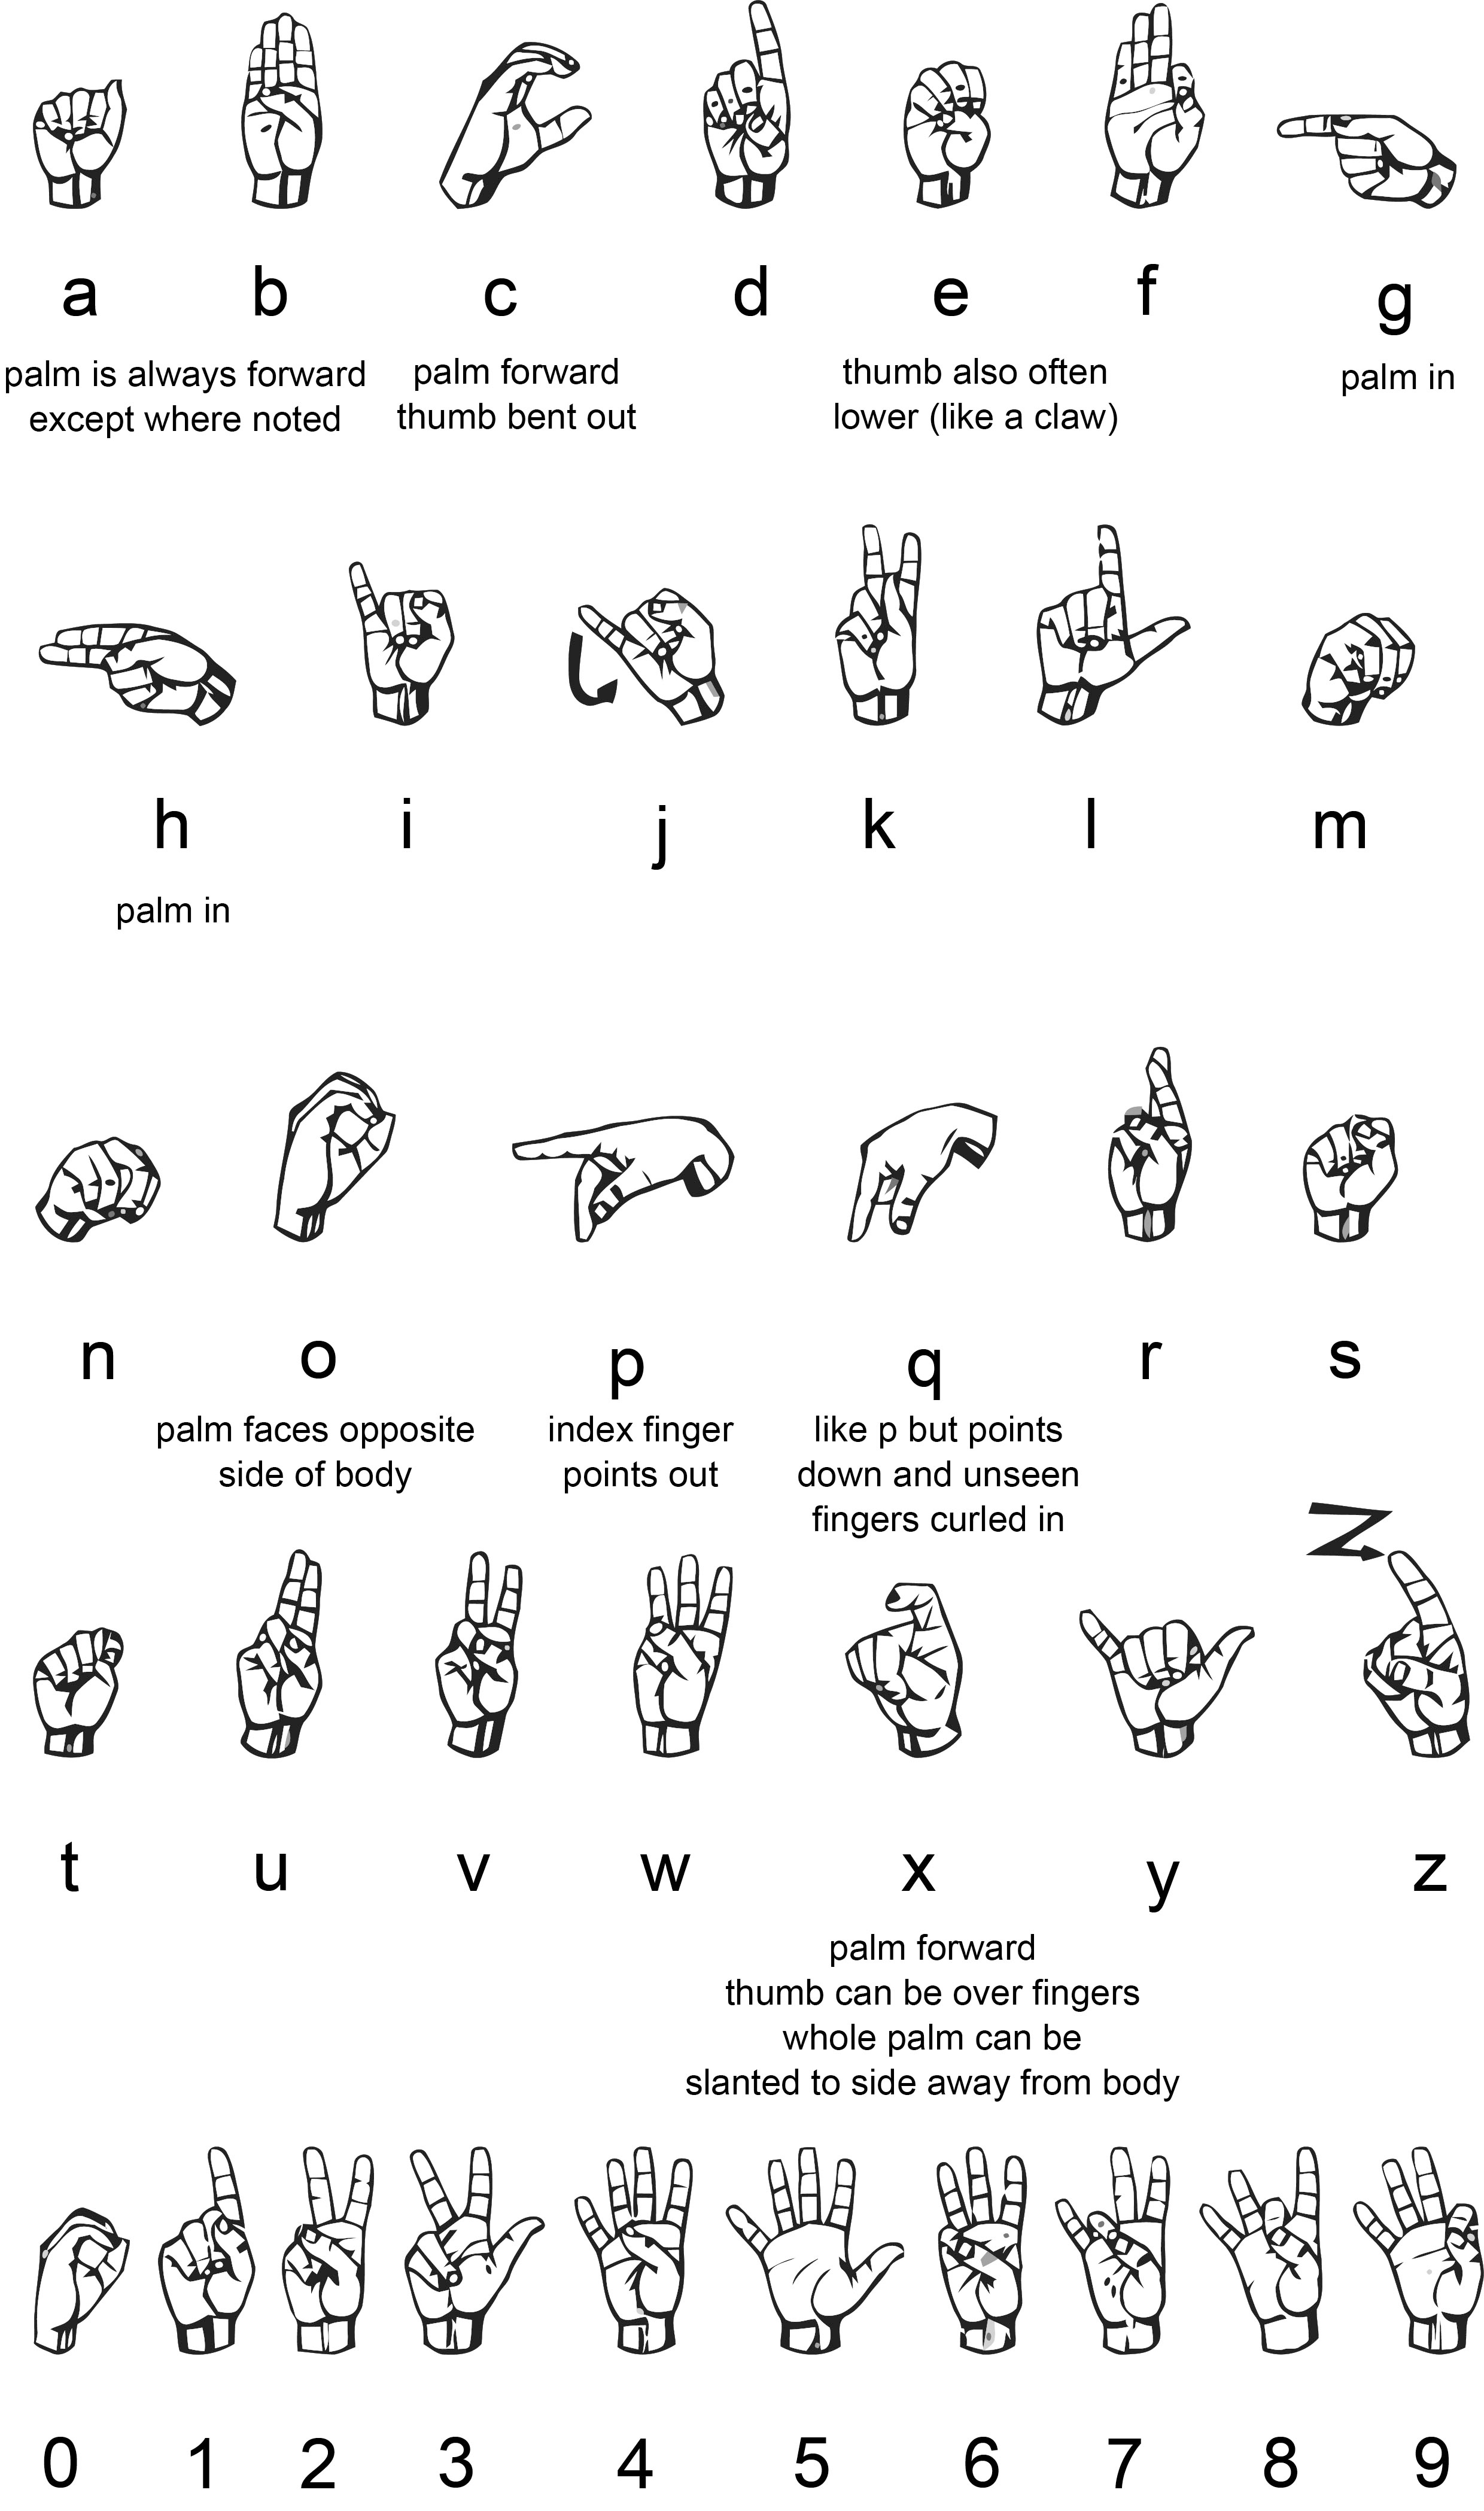 a b c d e f g
palm is always forward
except where noted
palm forward
thumb bent out
thumb also often
lower (like a claw)
palm in
h i j k l m
palm in
n o p q r s
palm faces opposite
side of body
index finger
points out
like p but points
down and unseen
fingers curled in
t u v w x y z
palm forward
thumb can be over fingers
whole palm can be
slanted to side away from body
0 1 2 3 4 5 6 7 8 9